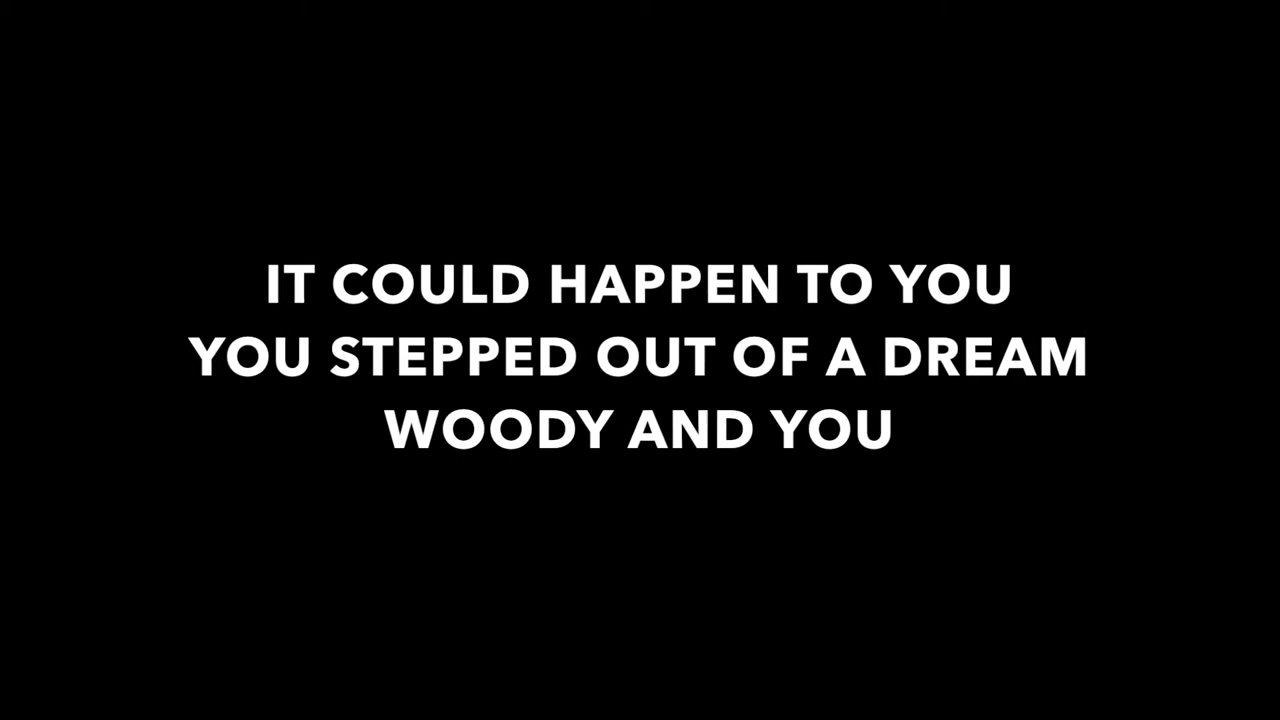 IT COULD HAPPEN TO YOU
YOU STEPPED OUT OF A DREAM
WOODY AND YOU